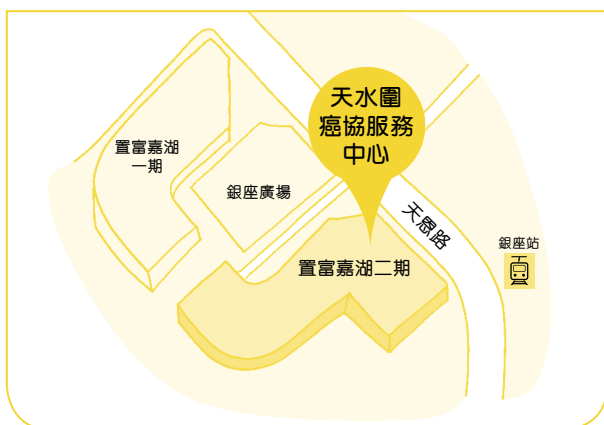 天水圍
癌協服務
中心
置富嘉湖
一期
銀座廣場
天恩路
銀座站
置富嘉湖二期